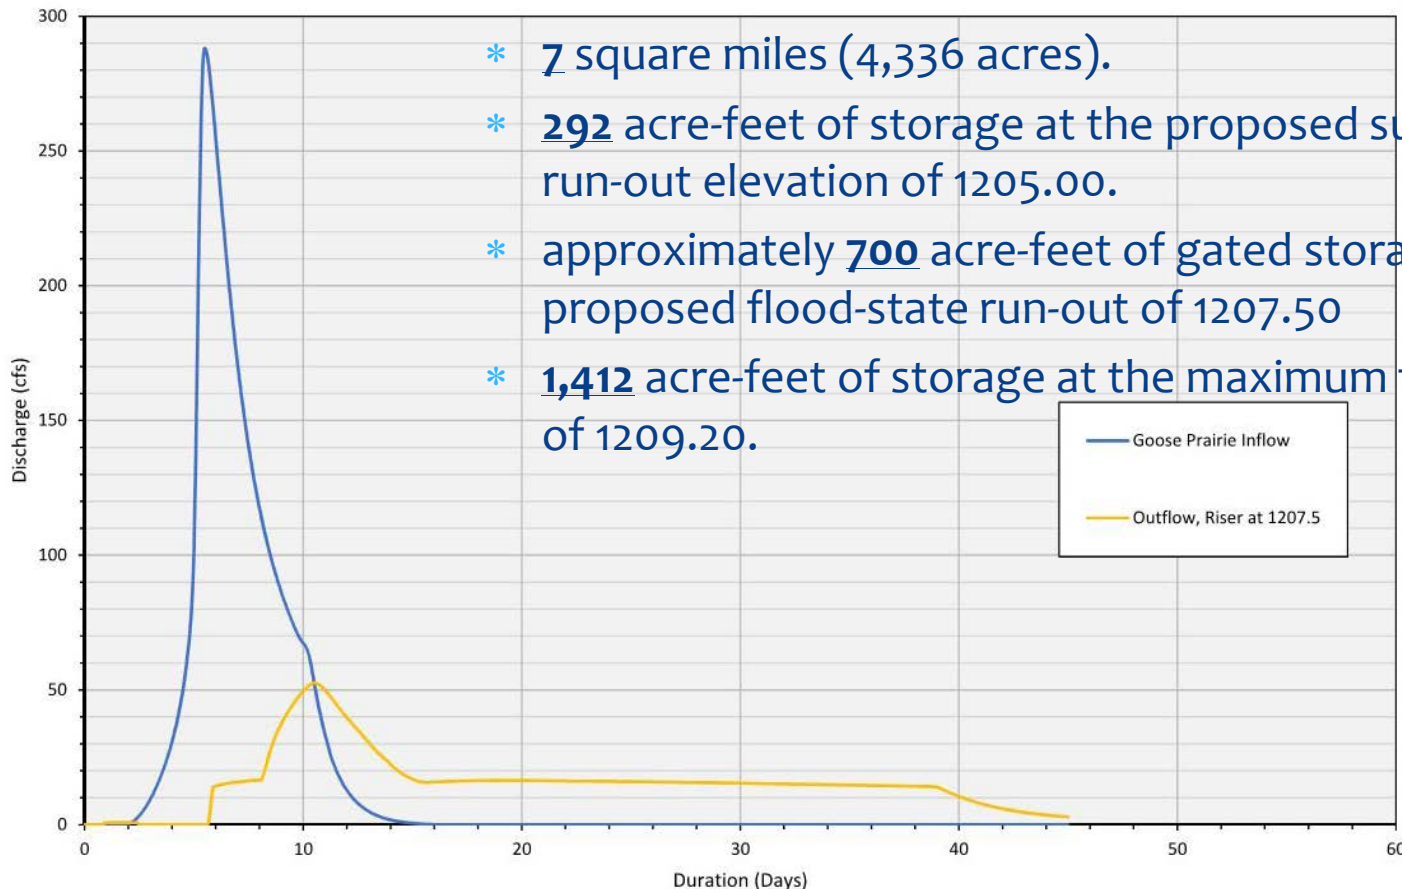 300
250
200
150
100
50
0
Discharge (cfs)
* 7 square miles (4,336 acres).
* 292 acre-feet of storage at the proposed
run-out elevation of 1205.00.
* approximately 700 acre-feet of gated
proposed flood-state run-out of 1207.50
* 1,412 acre-feet of storage at the maximum
of 1209.20.
Goose Prairie Inflow
Outflow, Riser at 1207.5
0 10 20 30 40 50 60
Duration (Days)